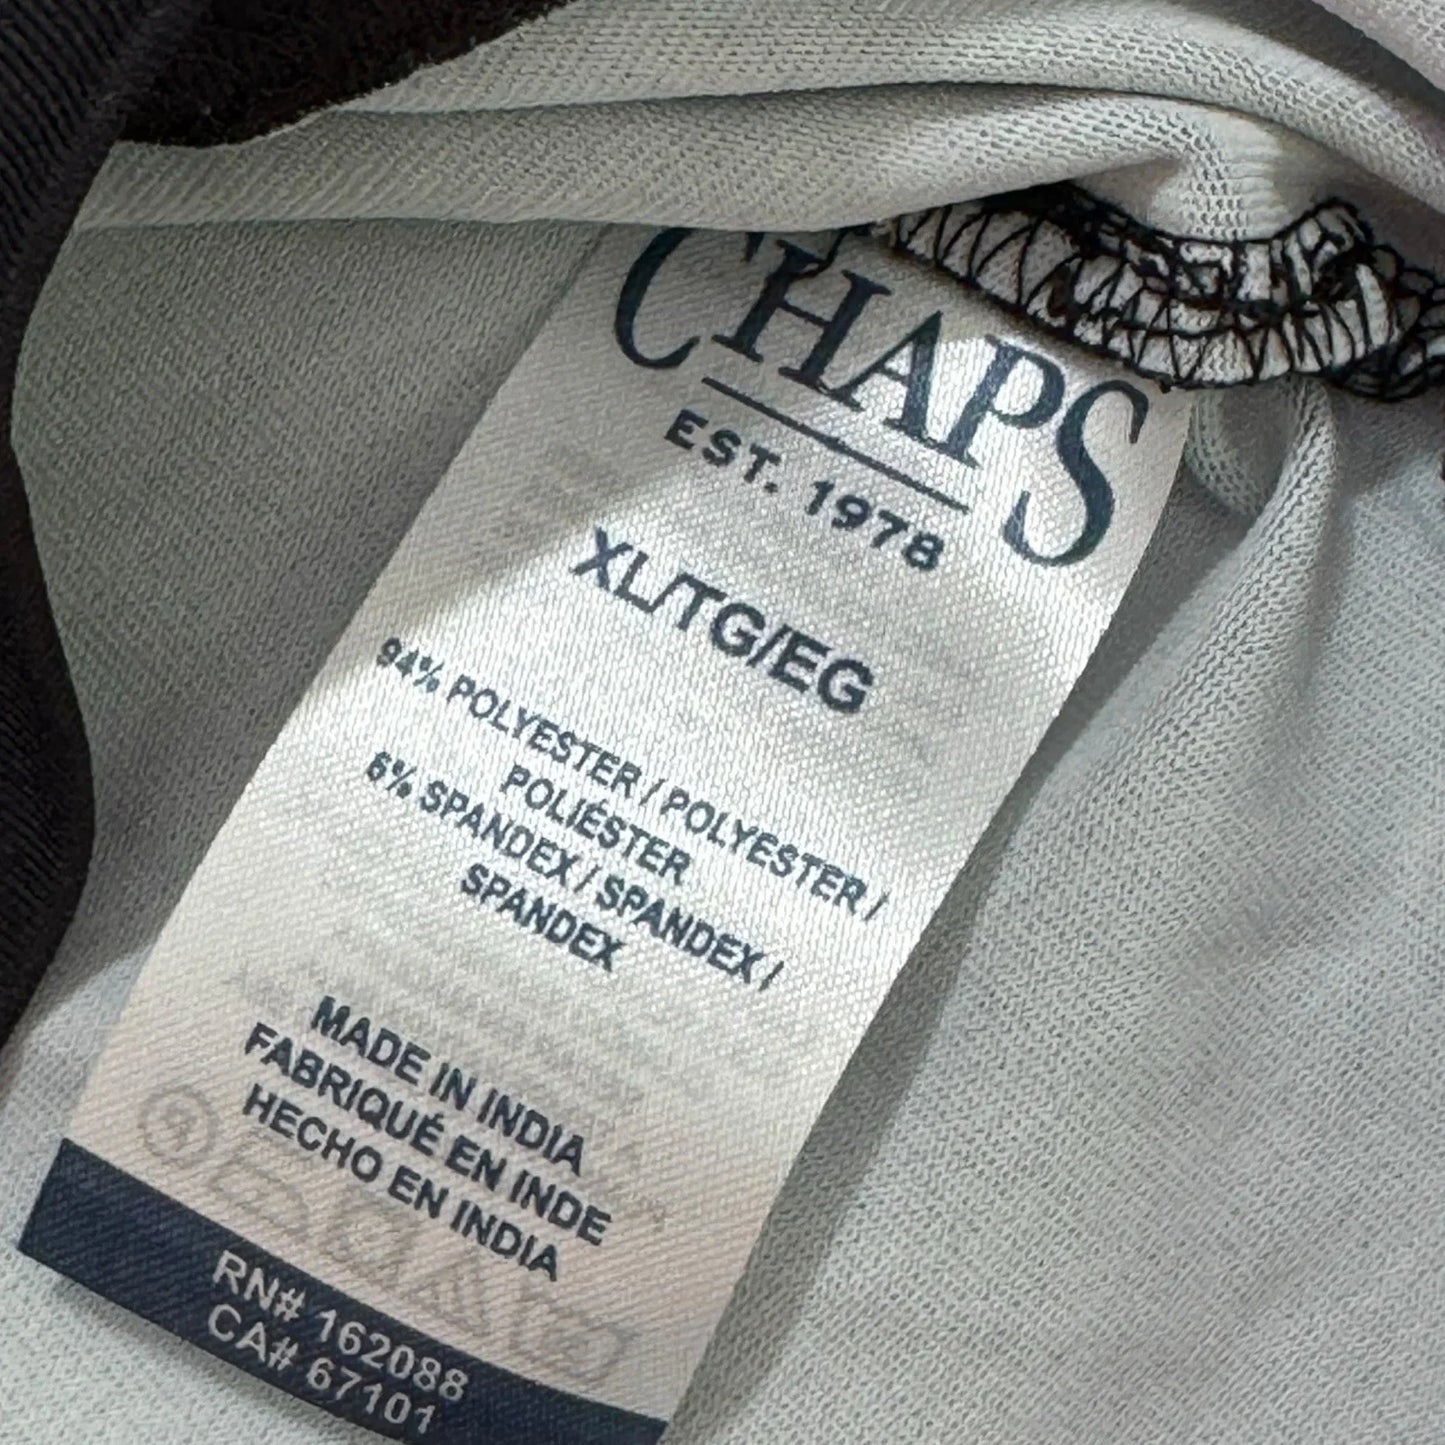 CHAPS
EST. 1978
XL/TG/EG
94% POLYESTER / POLYESTER /
POLIÉSTER
6% SPANDEX / SPANDEX /
SPANDEX
MADE IN INDIA
FABRIQUÉ EN INDE
HECHO EN INDIA
RN# 162088
CA# 67101